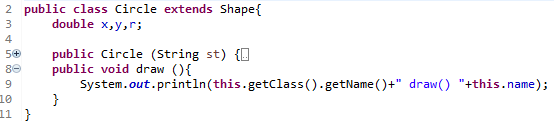 2 public class Circle extends Shape{
3     double x,y,r;
4
5     public Circle (String st) {
8     public void draw (){
9         System.out.println(this.getClass().getName()+" draw() "+this.name);
10     }
11 }